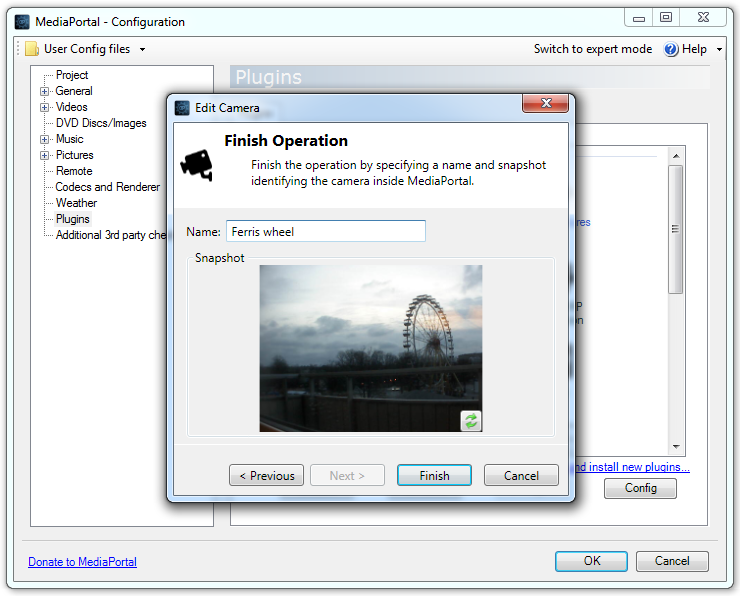 MediaPortal - Configuration
User Config files
Switch to expert mode
Help
Project
General
Videos
DVD Discs/Images
Music
Pictures
Remote
Codecs and Renderer
Weather
Plugins
Additional 3rd party che
Plugins
Edit Camera
Finish Operation
Finish the operation by specifying a name and snapshot
identifying the camera inside MediaPortal.
Name: Ferris wheel
Snapshot
< Previous
Next >
Finish
Cancel
install new plugins...
Config
Donate to MediaPortal
OK
Cancel